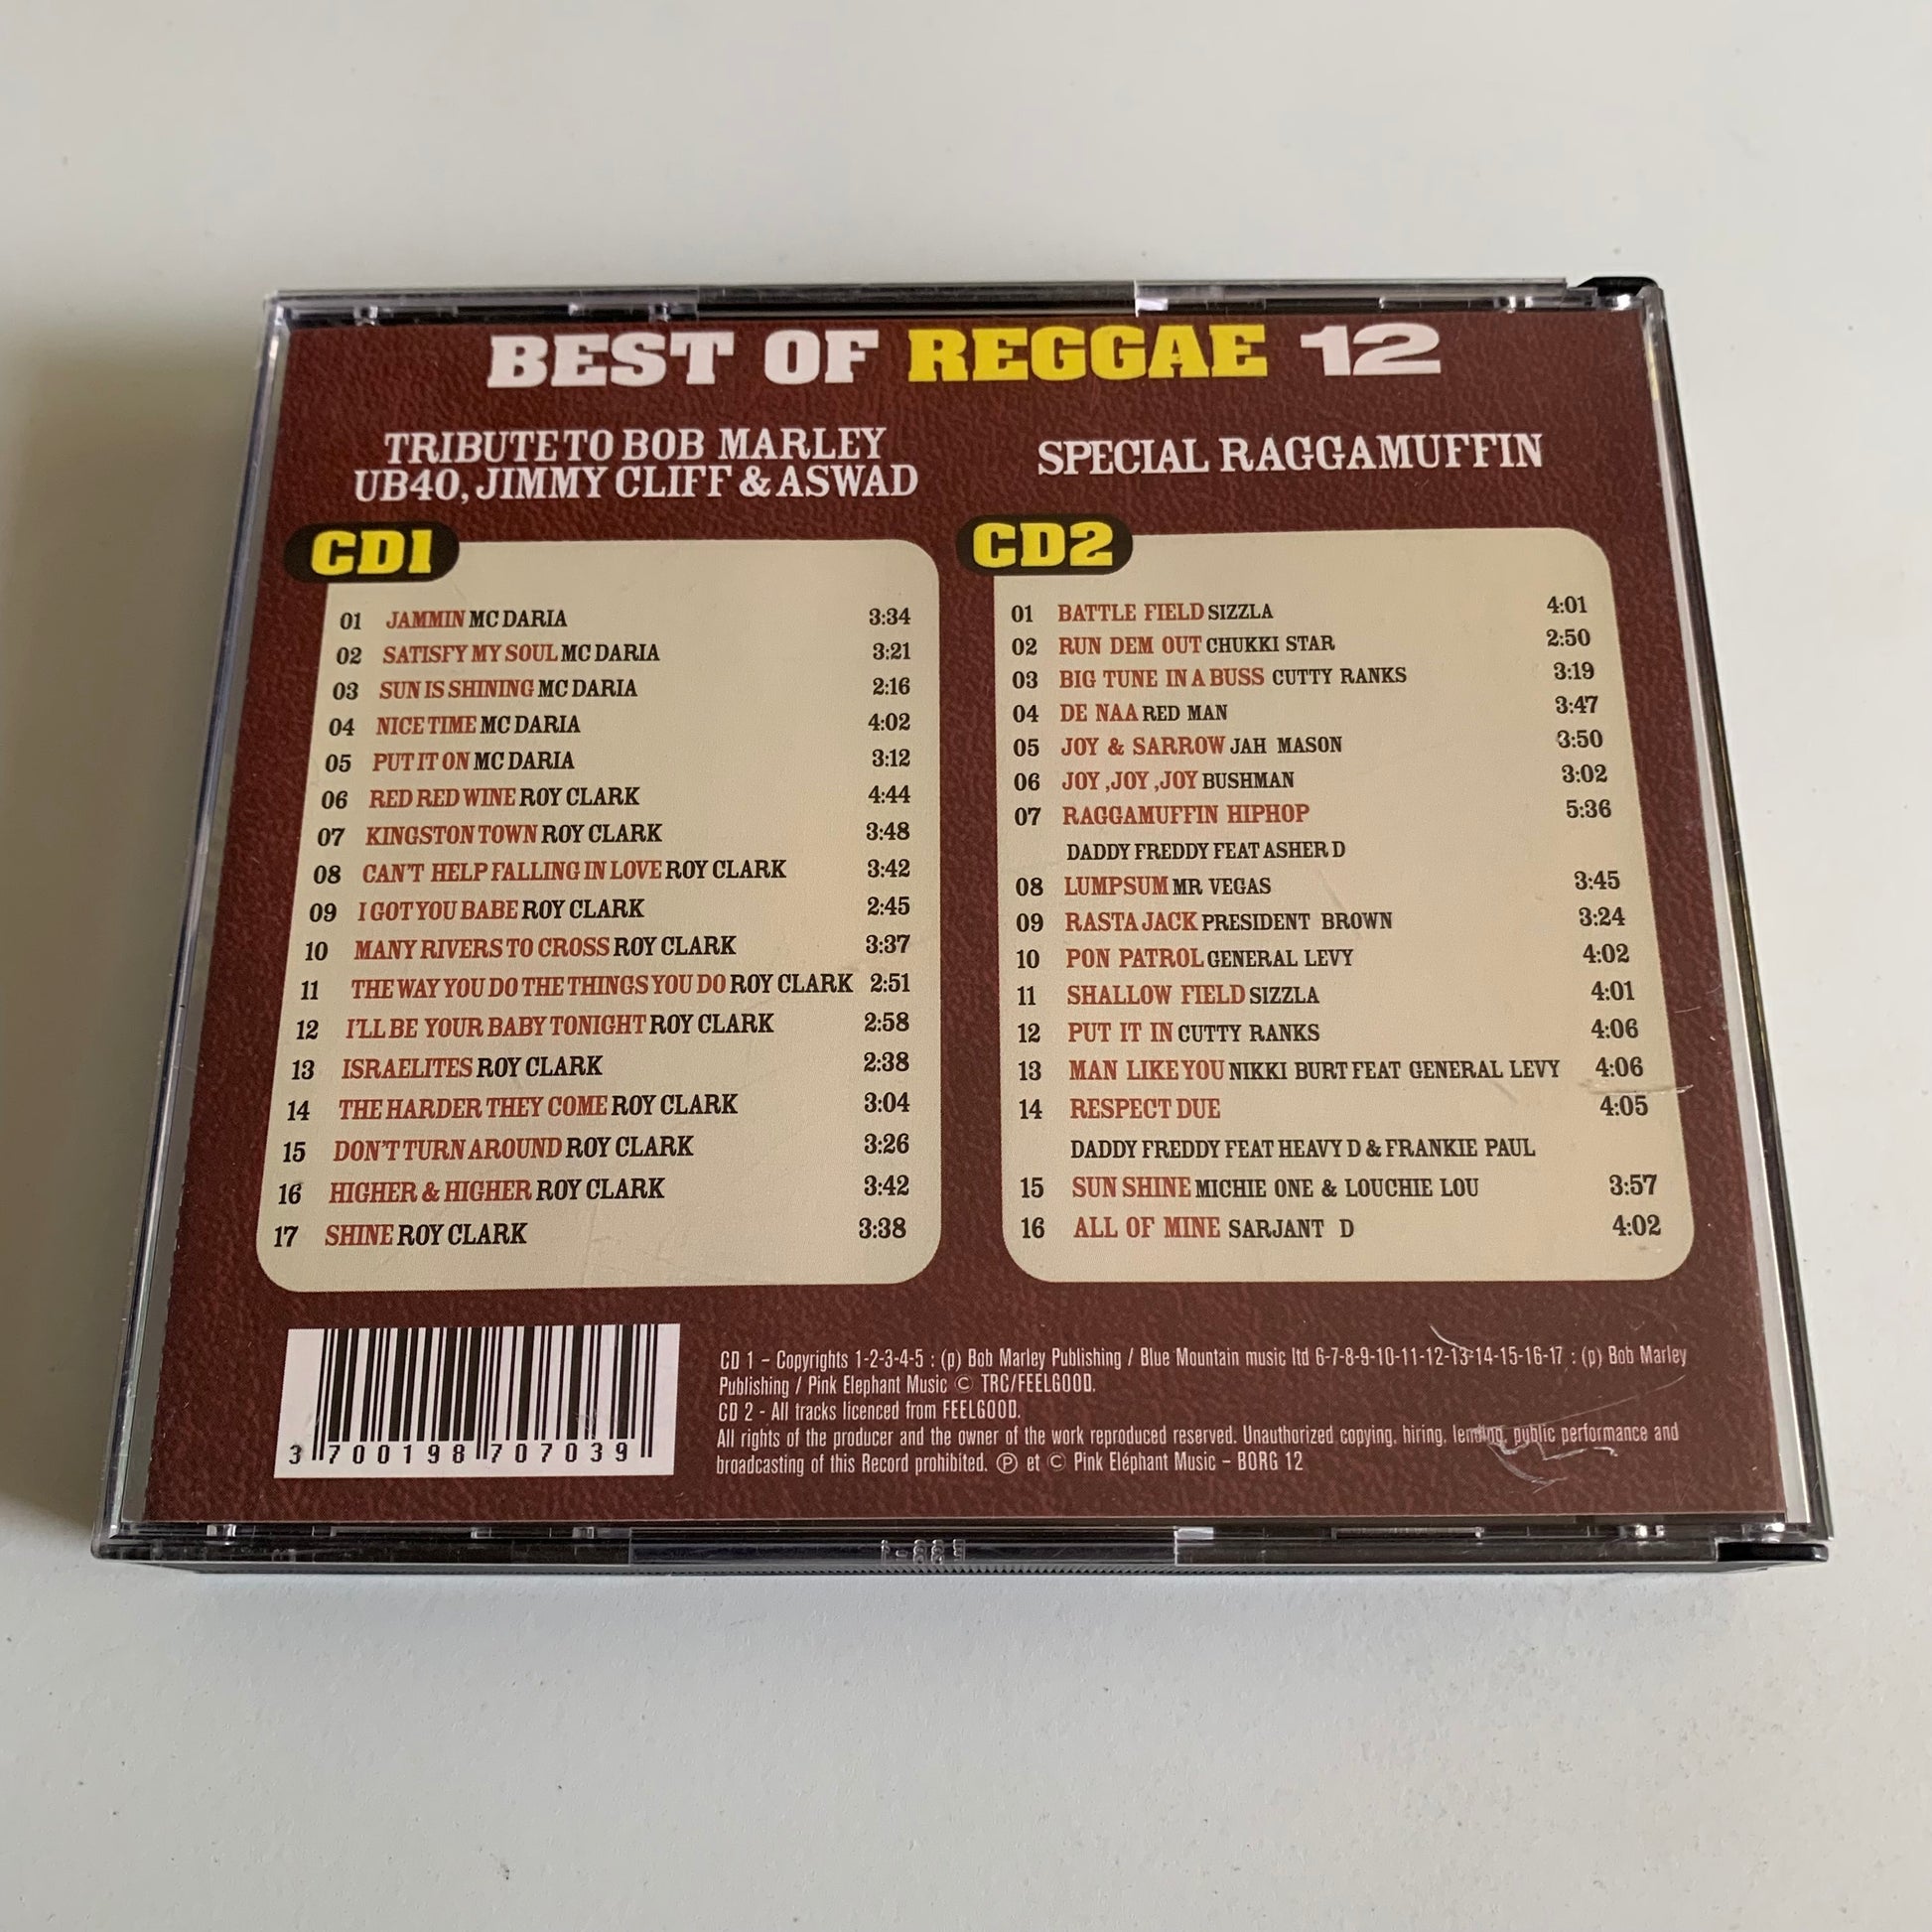 BEST OF REGGAE 12
TRIBUTE TO BOB MARLEY
UB40, JIMMY CLIFF & ASWAD
CD1
01 JAMMIN MC DARIA 3:34
02 SATISFY MY SOUL MC DARIA 3:21
03 SUN IS SHINING MC DARIA 2:16
04 NICE TIME MC DARIA 4:02
05 PUT IT ON MC DARIA 3:12
06 RED RED WINE ROY CLARK 4:44
07 KINGSTON TOWN ROY CLARK 3:48
08 CAN'T HELP FALLING IN LOVE ROY CLARK 3:42
09 I GOT YOU BABE ROY CLARK 2:45
10 MANY RIVERS TO CROSS ROY CLARK 3:37
11 THE WAY YOU DO THE THINGS YOU DO ROY CLARK 2:51
12 I'LL BE YOUR BABY TONIGHT ROY CLARK 2:58
13 ISRAELITES ROY CLARK 2:38
14 THE HARDER THEY COME ROY CLARK 3:04
15 DON'T TURN AROUND ROY CLARK 3:26
16 HIGHER & HIGHER ROY CLARK 3:42
17 SHINE ROY CLARK 3:38
SPECIAL RAGGAMUFFIN
CD2
01 BATTLE FIELD SIZZLA 4:01
02 RUN DEM OUT CHUKKI STAR 2:50
03 BIG TUNE IN A BUSS CUTTY RANKS 3:19
04 DE NAA RED MAN 3:47
05 JOY & SARROW JAH MASON 3:50
06 JOY ,JOY ,JOY BUSHMAN 3:02
07 RAGGAMUFFIN HIPHOP 5:36
DADDY FREDDY FEAT ASHER D
08 LUMPSUM MR VEGAS 3:45
09 RASTA JACK PRESIDENT BROWN 3:24
10 PON PATROL GENERAL LEVY 4:02
11 SHALLOW FIELD SIZZLA 4:01
12 PUT IT IN CUTTY RANKS 4:06
13 MAN LIKE YOU NIKKI BURT FEAT GENERAL LEVY 4:06
14 RESPECT DUE 4:05
DADDY FREDDY FEAT HEAVY D & FRANKIE PAUL
15 SUN SHINE MICHIE ONE & LOUCHIE LOU 3:57
16 ALL OF MINE SARJANT D 4:02
3 700198 707039
CD 1 – Copyrights 1-2-3-4-5 : (p) Bob Marley Publishing / Blue Mountain music ltd 6-7-8-9-10-11-12-13-14-15-16-17 : (p) Bob Marley
Publishing / Pink Elephant Music © TRC/FEELGOOD.
CD 2 - All tracks licenced from FEELGOOD.
All rights of the producer and the owner of the work reproduced reserved. Unauthorized copying, hiring, lending, public performance and
broadcasting of this Record prohibited. ℗ et © Pink Eléphant Music – BORG 12